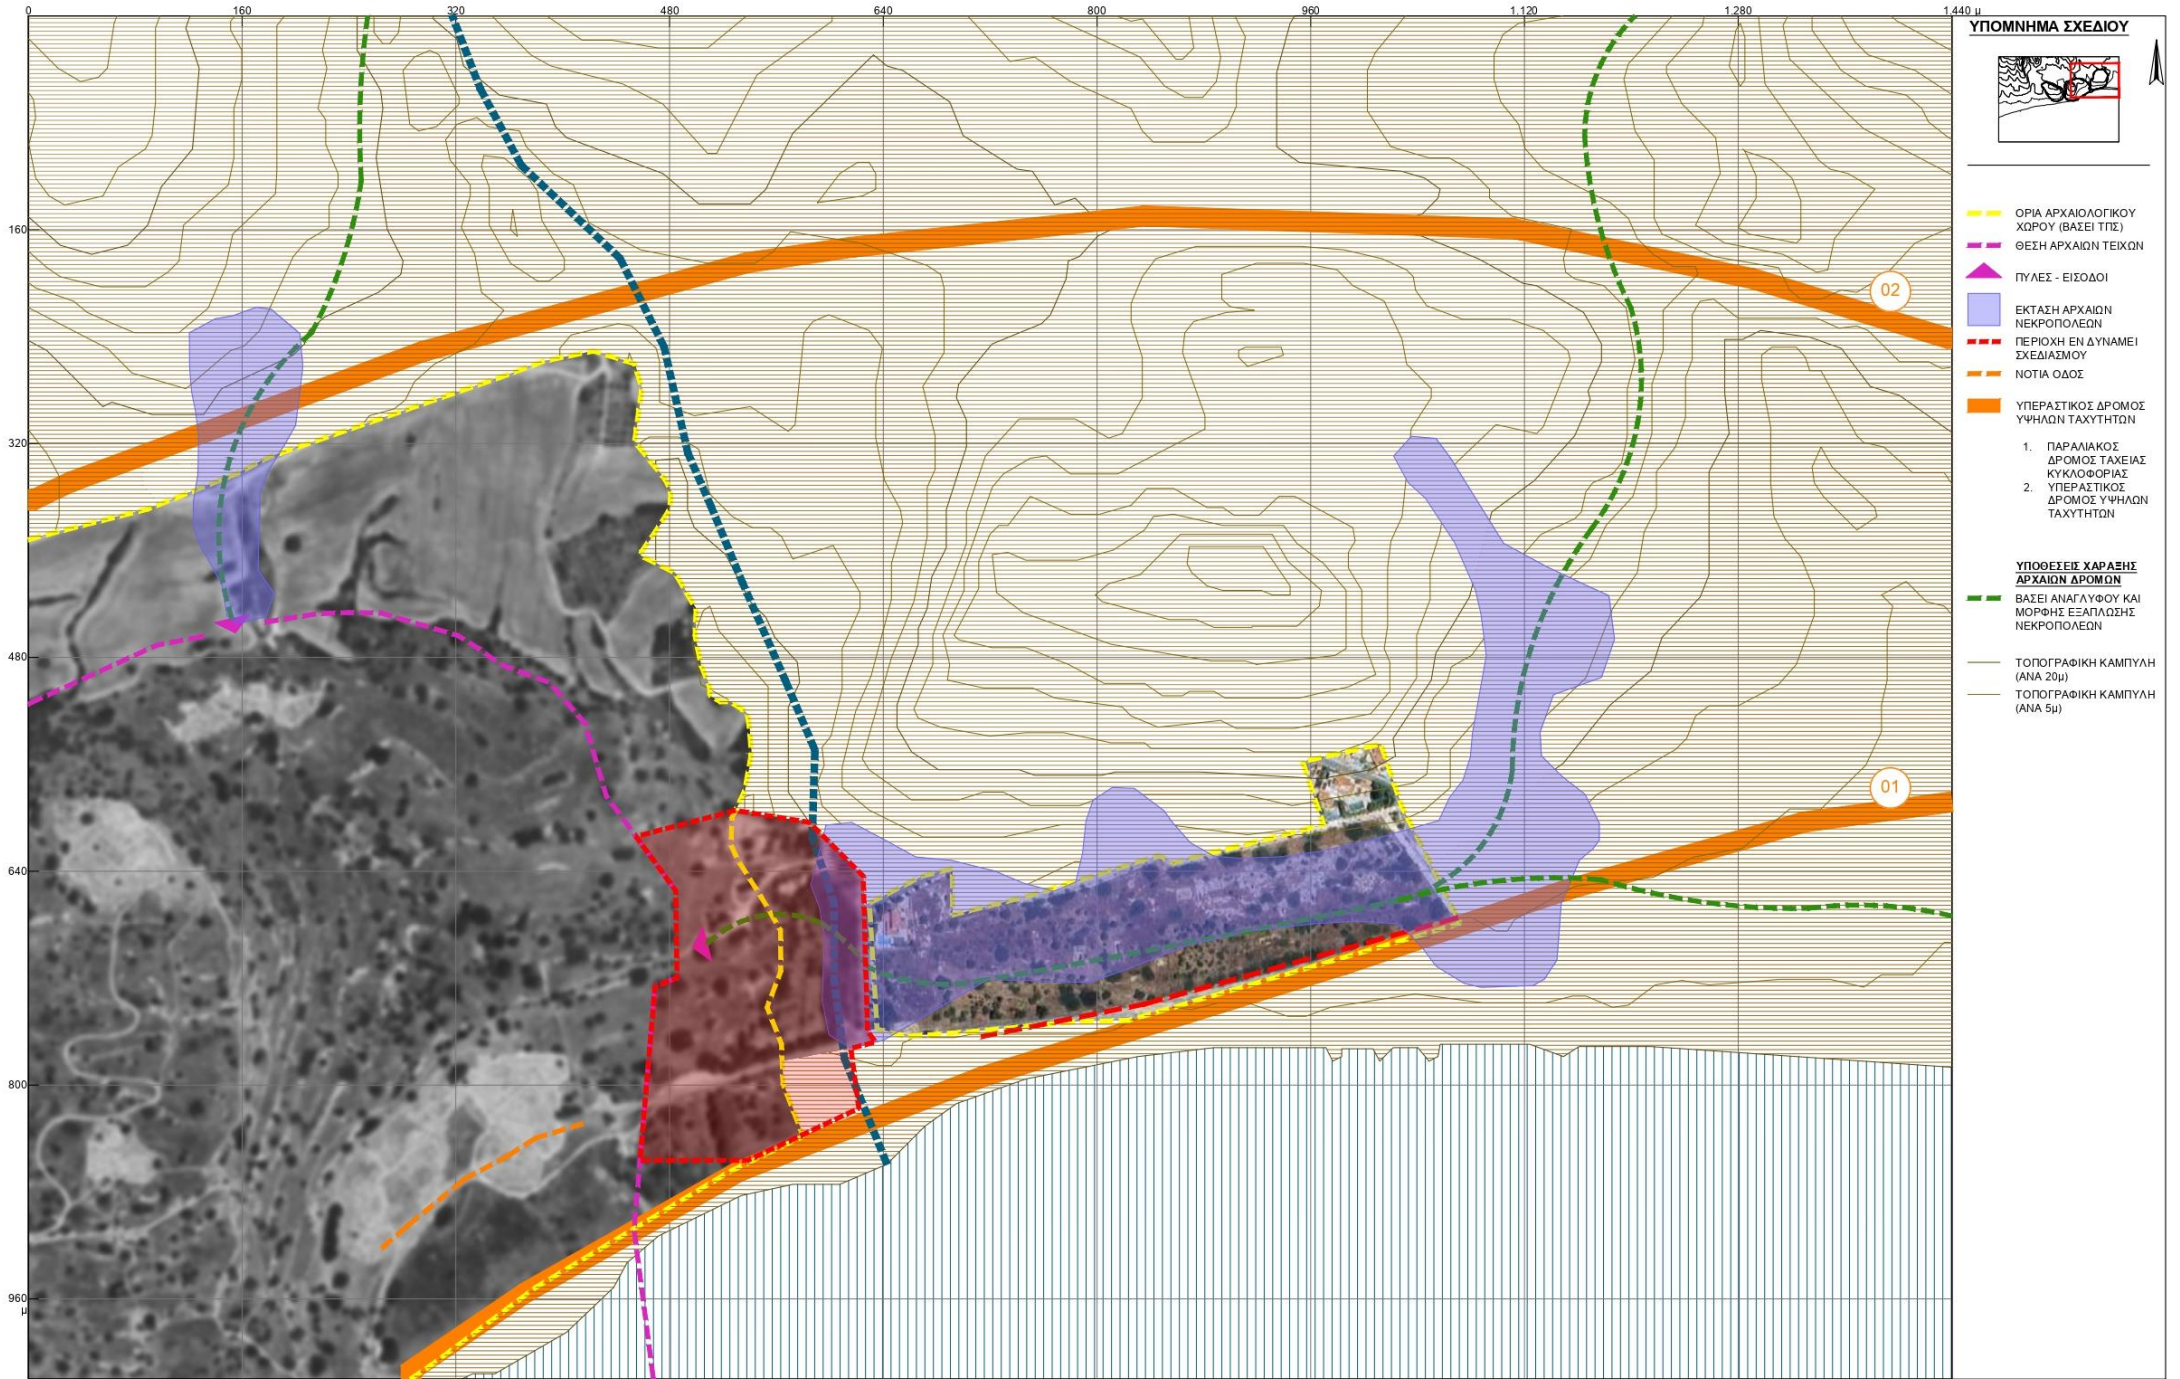 0 160 320 480 640 800 960 1.120 1.280 1.440 μ
160
320
480
640
800
960
μ
02
01
ΥΠΟΜΝΗΜΑ ΣΧΕΔΙΟΥ
ΟΡΙΑ ΑΡΧΑΙΟΛΟΓΙΚΟΥ
ΧΩΡΟΥ (ΒΑΣΕΙ ΤΠΣ)
ΘΕΣΗ ΑΡΧΑΙΩΝ ΤΕΙΧΩΝ
ΠΥΛΕΣ - ΕΙΣΟΔΟΙ
ΕΚΤΑΣΗ ΑΡΧΑΙΩΝ
ΝΕΚΡΟΠΟΛΕΩΝ
ΠΕΡΙΟΧΗ ΕΝ ΔΥΝΑΜΕΙ
ΣΧΕΔΙΑΣΜΟΥ
ΝΟΤΙΑ ΟΔΟΣ
ΥΠΕΡΑΣΤΙΚΟΣ ΔΡΟΜΟΣ
ΥΨΗΛΩΝ ΤΑΧΥΤΗΤΩΝ
1. ΠΑΡΑΛΙΑΚΟΣ
ΔΡΟΜΟΣ ΤΑΧΕΙΑΣ
ΚΥΚΛΟΦΟΡΙΑΣ
2. ΥΠΕΡΑΣΤΙΚΟΣ
ΔΡΟΜΟΣ ΥΨΗΛΩΝ
ΤΑΧΥΤΗΤΩΝ
ΥΠΟΘΕΣΕΙΣ ΧΑΡΑΞΗΣ
ΑΡΧΑΙΩΝ ΔΡΟΜΩΝ
ΒΑΣΕΙ ΑΝΑΓΛΥΦΟΥ ΚΑΙ
ΜΟΡΦΗΣ ΕΞΑΠΛΩΣΗΣ
ΝΕΚΡΟΠΟΛΕΩΝ
ΤΟΠΟΓΡΑΦΙΚΗ ΚΑΜΠΥΛΗ
(ΑΝΑ 20μ)
ΤΟΠΟΓΡΑΦΙΚΗ ΚΑΜΠΥΛΗ
(ΑΝΑ 5μ)